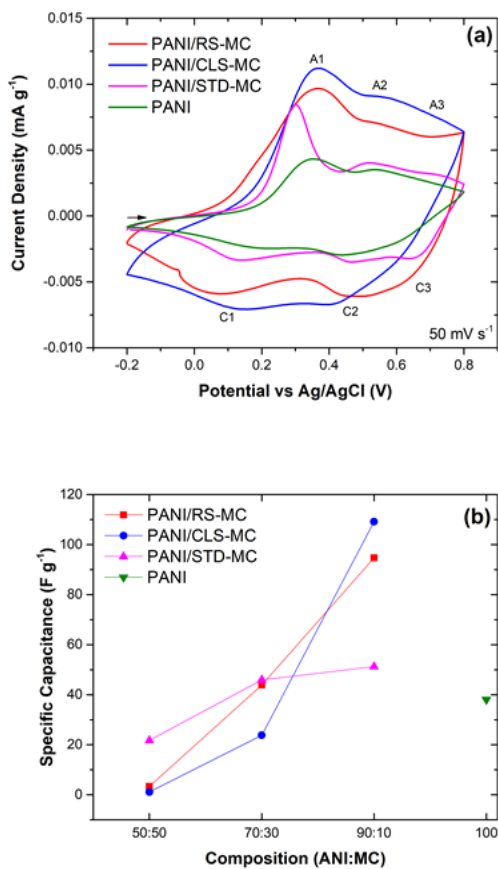 (a)
PANI/RS-MC
PANI/CLS-MC
PANI/STD-MC
PANI
A1
A2
A3
C1
C2
C3
50 mV s⁻¹
Current Density (mA g⁻¹)
0.015
0.010
0.005
0.000
-0.005
-0.010
-0.2 0.0 0.2 0.4 0.6 0.8
Potential vs Ag/AgCl (V)
(b)
PANI/RS-MC
PANI/CLS-MC
PANI/STD-MC
PANI
Specific Capacitance (F g⁻¹)
120
100
80
60
40
20
0
50:50 70:30 90:10 100
Composition (ANI:MC)